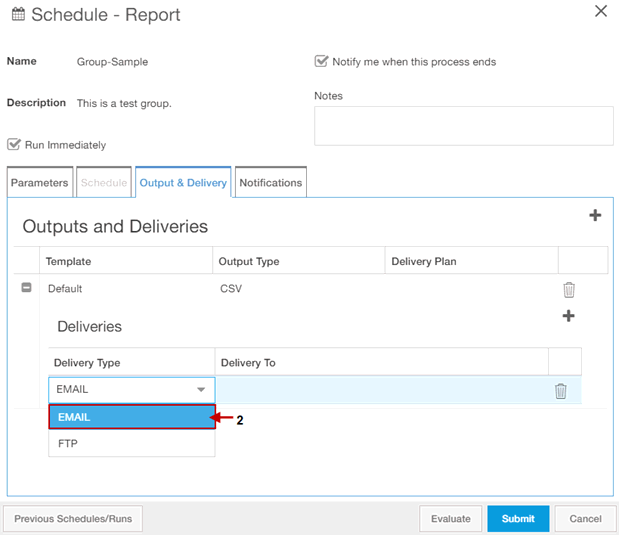 Schedule - Report
Name
Group-Sample
Notify me when this process ends
Description
This is a test group.
Notes
Run Immediately
Parameters
Schedule
Output & Delivery
Notifications
Outputs and Deliveries
Template
Output Type
Delivery Plan
Default
CSV
Deliveries
Delivery Type
Delivery To
EMAIL
EMAIL
2
FTP
Previous Schedules/Runs
Evaluate
Submit
Cancel